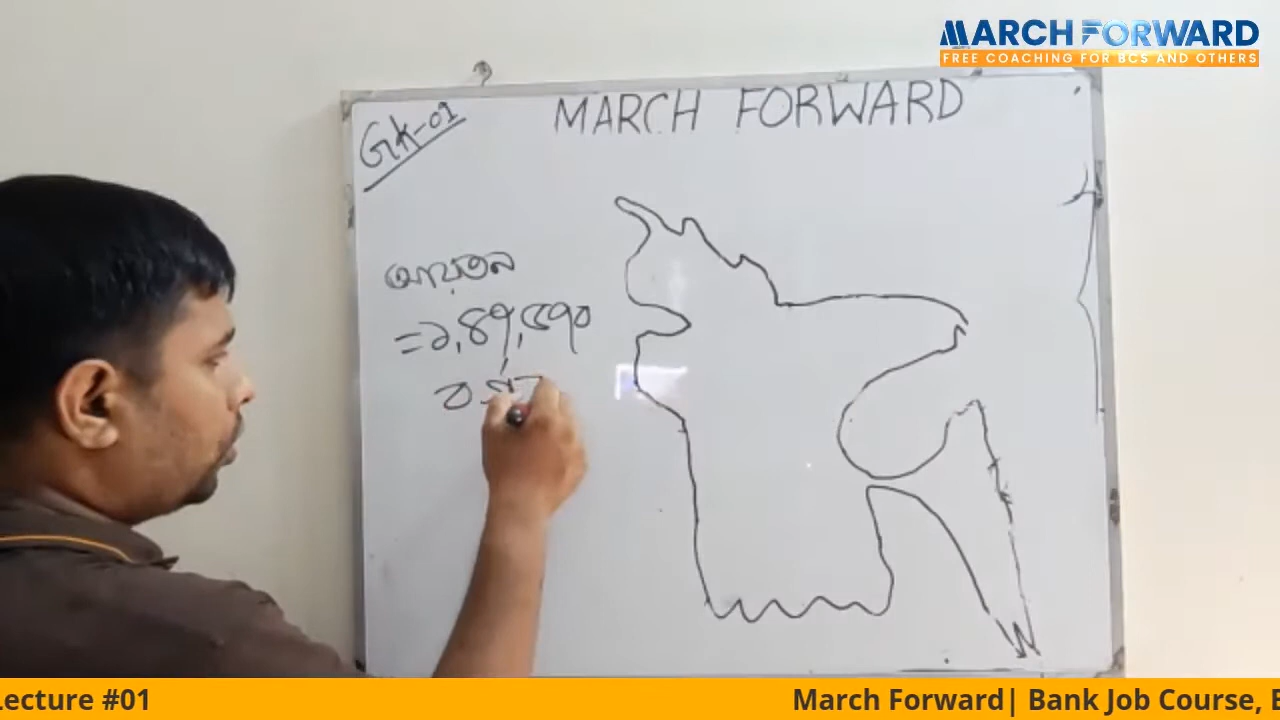 MARCH FORWARD
FREE COACHING FOR BCS AND OTHERS
GK-01
MARCH FORWARD
আয়তন
=১,৪৭,৫৭০
Lecture #01
March Forward| Bank Job Course,